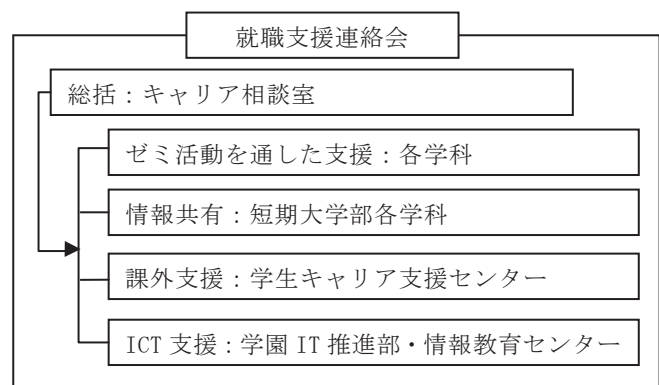 就職支援連絡会
総括：キャリア相談室
ゼミ活動を通した支援：各学科
情報共有：短期大学部各学科
課外支援：学生キャリア支援センター
ICT 支援：学園 IT 推進部・情報教育センター